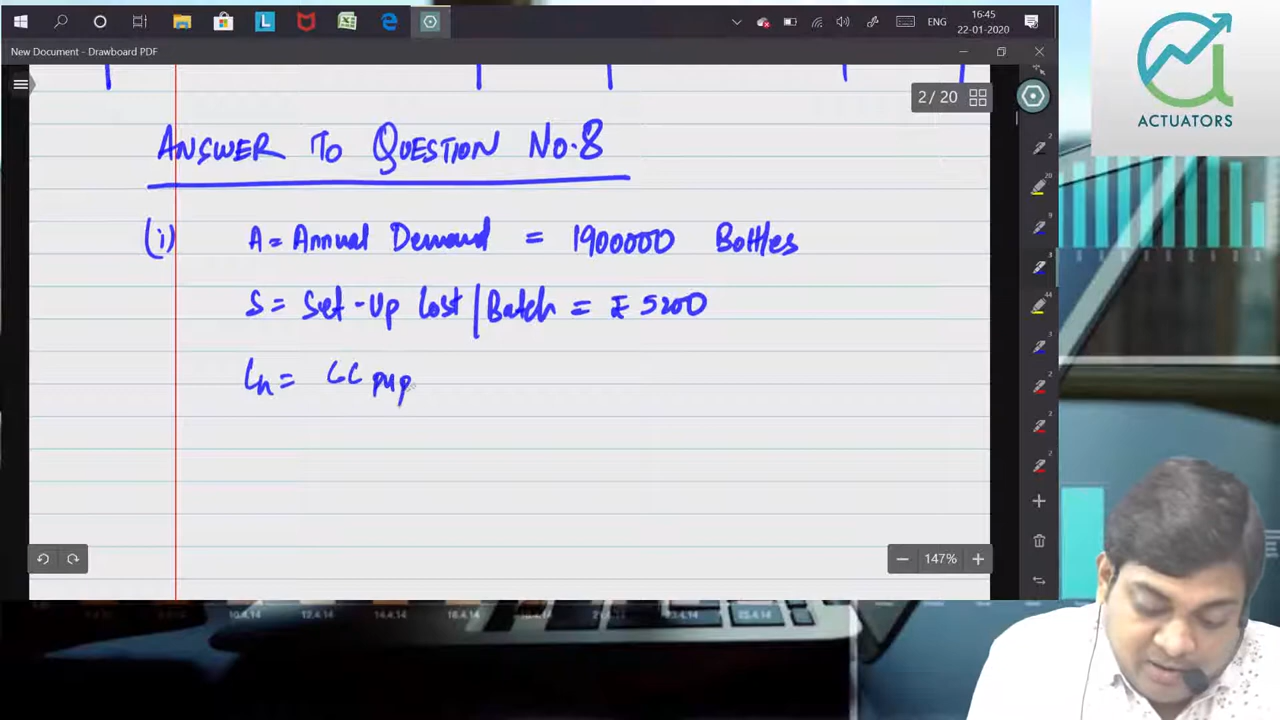 16:45
ENG
22-01-2020
New Document - Drawboard PDF
2 / 20
ACTUATORS
ANSWER TO QUESTION NO.8
(i) A = Annual Demand = 1900000 Bottles
S = Set-Up Cost/Batch = ₹ 5200
Ch = CC pup
147%